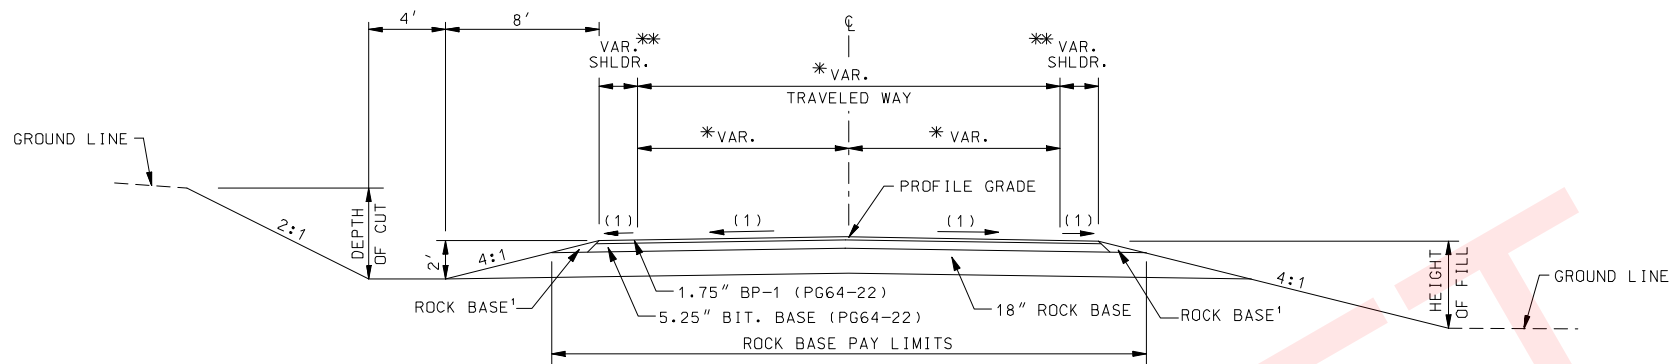 4'
8'
℄
VAR.**
SHLDR.
** VAR.
SHLDR.
*VAR.
TRAVELED WAY
GROUND LINE
*VAR.
* VAR.
PROFILE GRADE
2:1
DEPTH
OF CUT
(1)
(1)
(1)
(1)
2'
4:1
4:1
HEIGHT
OF FILL
GROUND LINE
ROCK BASE¹
1.75" BP-1 (PG64-22)
5.25" BIT. BASE (PG64-22)
18" ROCK BASE
ROCK BASE¹
ROCK BASE PAY LIMITS